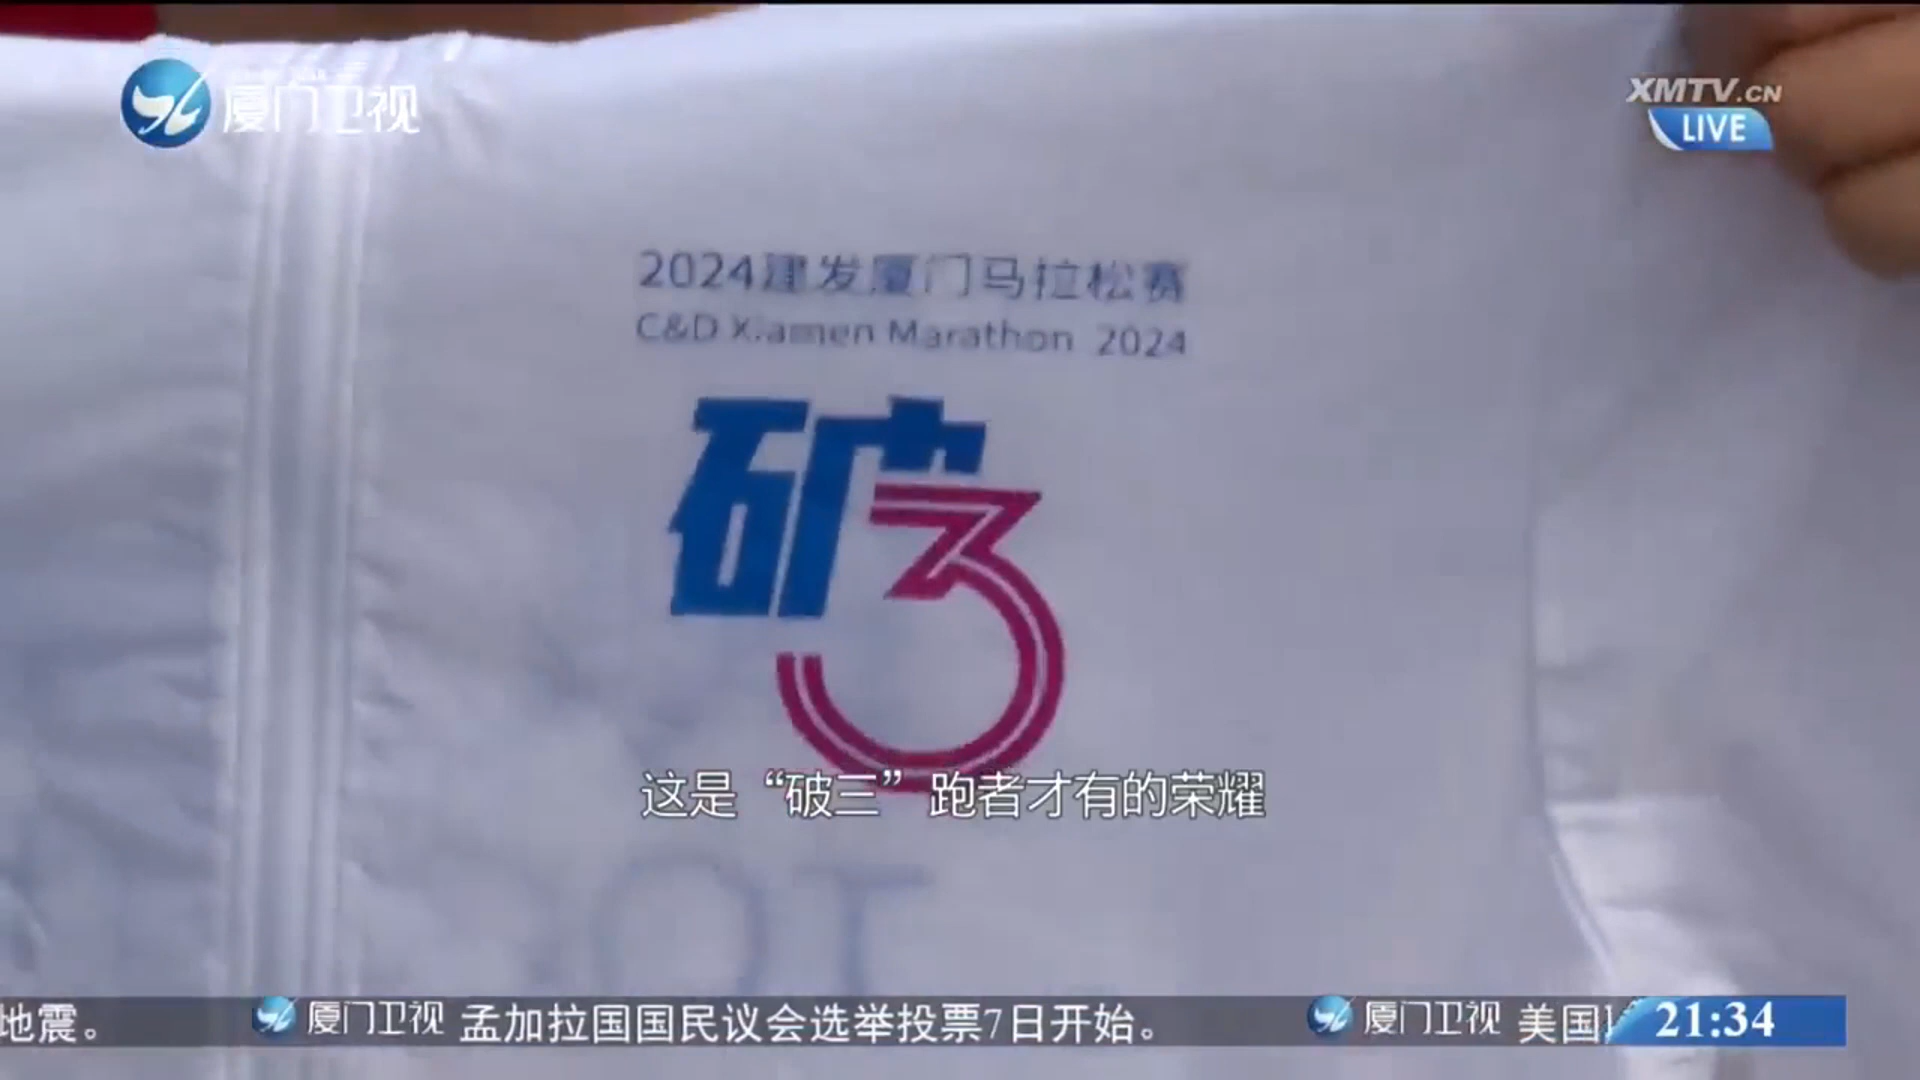 厦门卫视
XMTV.CN
LIVE
2024建发厦门马拉松赛
C&D Xiamen Marathon 2024
3
这是“破三”跑者才有的荣耀
地震。
厦门卫视
孟加拉国国民议会选举投票7日开始。
厦门卫视
美国
21:34